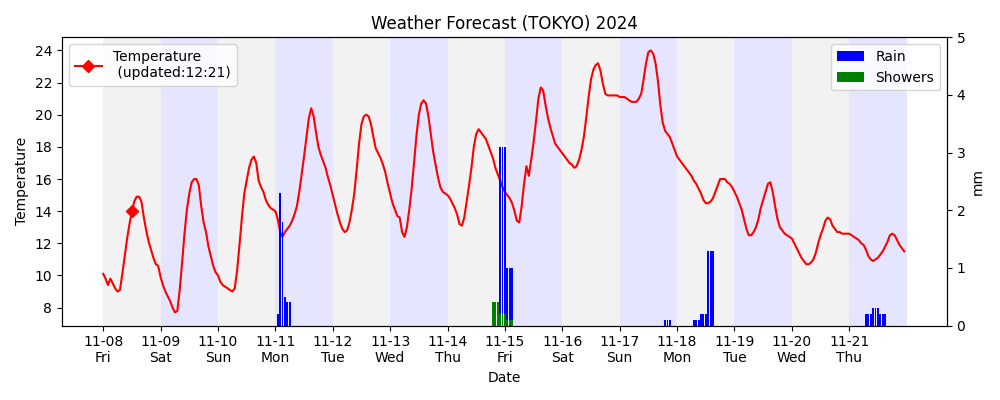 Weather Forecast (TOKYO) 2024
Temperature
(updated:12:21)
Rain
Showers
Temperature
24
22
20
18
16
14
12
10
8
5
4
3
2
1
0
mm
11-08 11-09 11-10 11-11 11-12 11-13 11-14 11-15 11-16 11-17 11-18 11-19 11-20 11-21
Fri Sat Sun Mon Tue Wed Thu Fri Sat Sun Mon Tue Wed Thu
Date